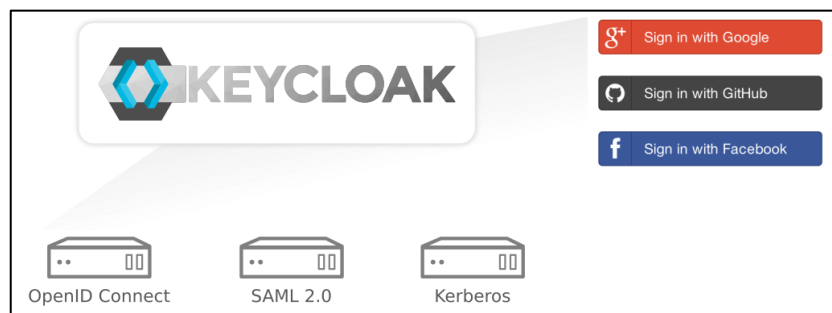 KEYCLOAK
g+ Sign in with Google
Sign in with GitHub
f Sign in with Facebook
OpenID Connect
SAML 2.0
Kerberos